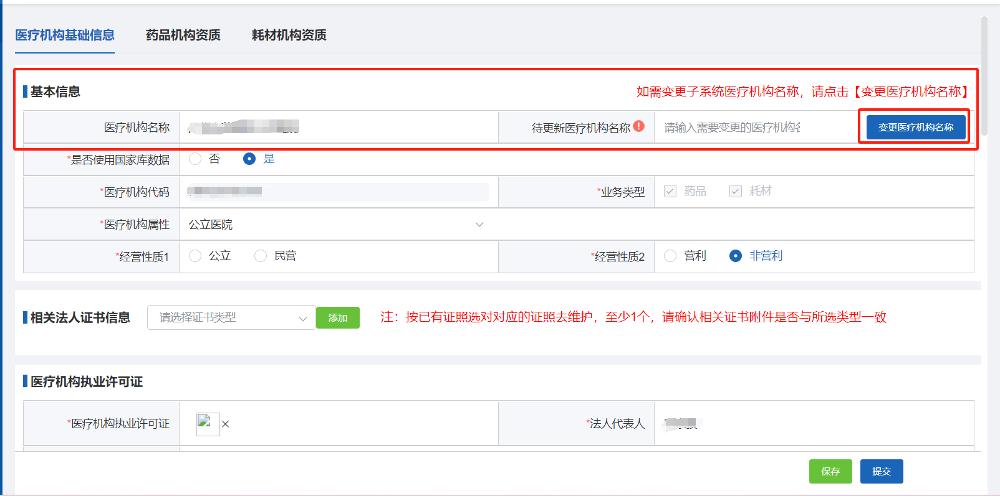 医疗机构基础信息 药品机构资质 耗材机构资质
基本信息 如需变更子系统医疗机构名称，请点击【变更医疗机构名称】
医疗机构名称 待更新医疗机构名称 请输入需要变更的医疗机构 变更医疗机构名称
*是否使用国家库数据 否 是
*医疗机构代码 *业务类型 药品 耗材
*医疗机构属性 公立医院
*经营性质1 公立 民营 *经营性质2 营利 非营利
相关法人证书信息 请选择证书类型 添加 注：按已有证照选对对应的证照去维护，至少1个，请确认相关证书附件是否与所选类型一致
医疗机构执业许可证
*医疗机构执业许可证 *法人代表人
保存 提交